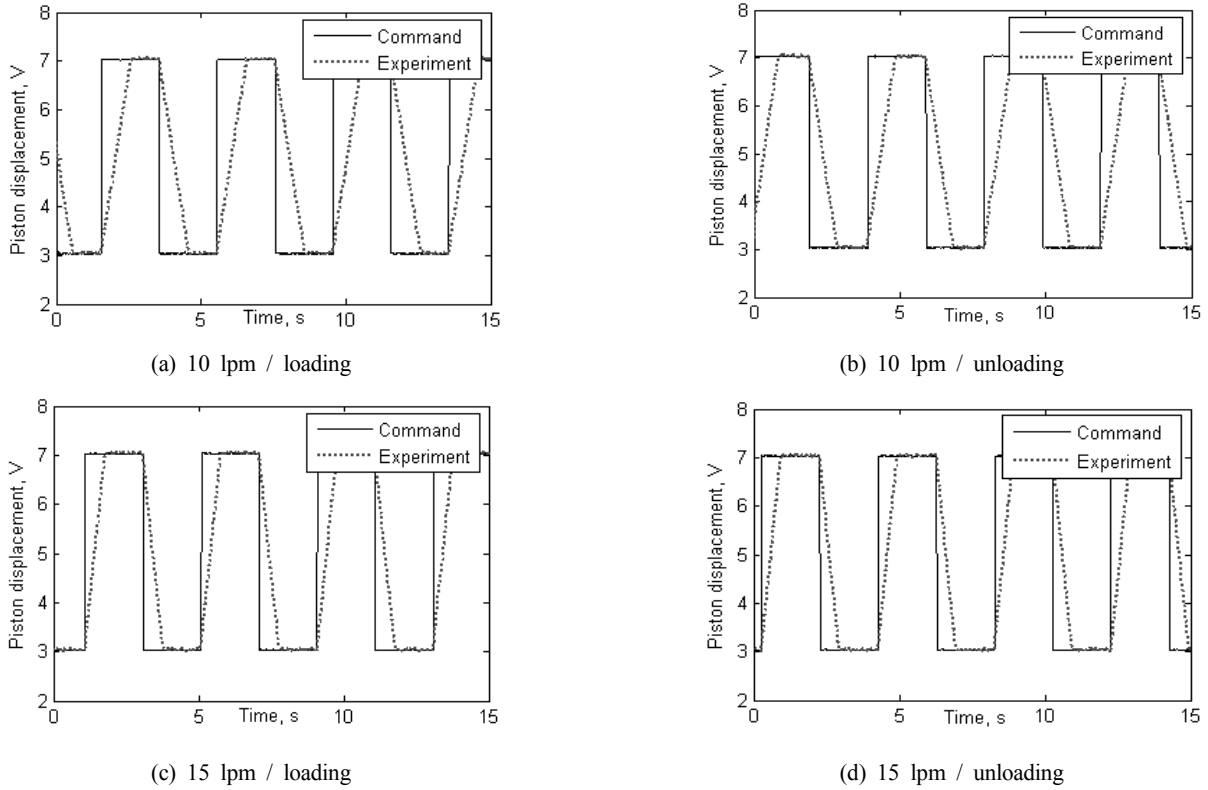 8
7
6
5
4
3
2
Piston displacement, V
0
5
10
15
Time, s
Command
Experiment
(a) 10 lpm / loading
8
7
6
5
4
3
2
Piston displacement, V
0
5
10
15
Time, s
Command
Experiment
(b) 10 lpm / unloading
8
7
6
5
4
3
2
Piston displacement, V
0
5
10
15
Time, s
Command
Experiment
(c) 15 lpm / loading
8
7
6
5
4
3
2
Piston displacement, V
0
5
10
15
Time, s
Command
Experiment
(d) 15 lpm / unloading